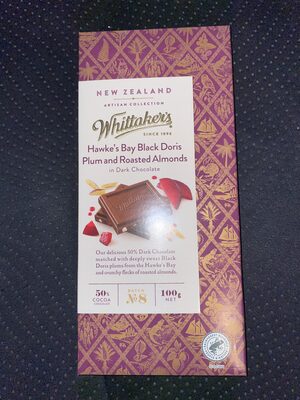 NEW ZEALAND
ARTISAN COLLECTION
Whittaker's
SINCE 1896
Hawke's Bay Black Doris
Plum and Roasted Almonds
in Dark Chocolate
Our delicious 50% Dark Chocolate
matched with deeply sweet Black
Doris plums from the Hawke's Bay
and crunchy flecks of roasted almonds.
50%
COCOA
BATCH
Nº8
100g
NET